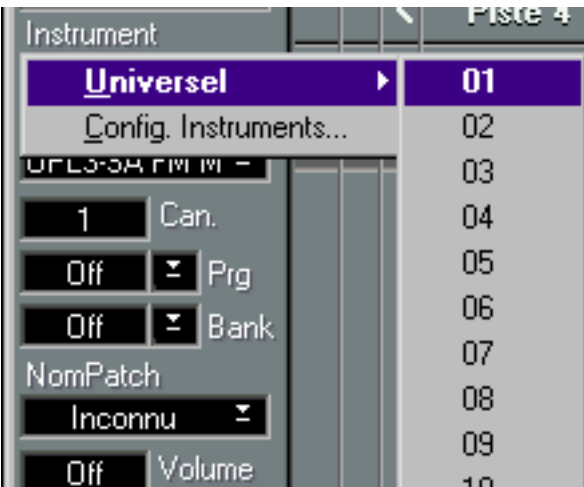 Piste 4
Instrument
Universel
Config. Instruments...
01
02
03
04
05
06
07
08
09
10
1 Can.
Off Prg
Off Bank
NomPatch
Inconnu
Off Volume